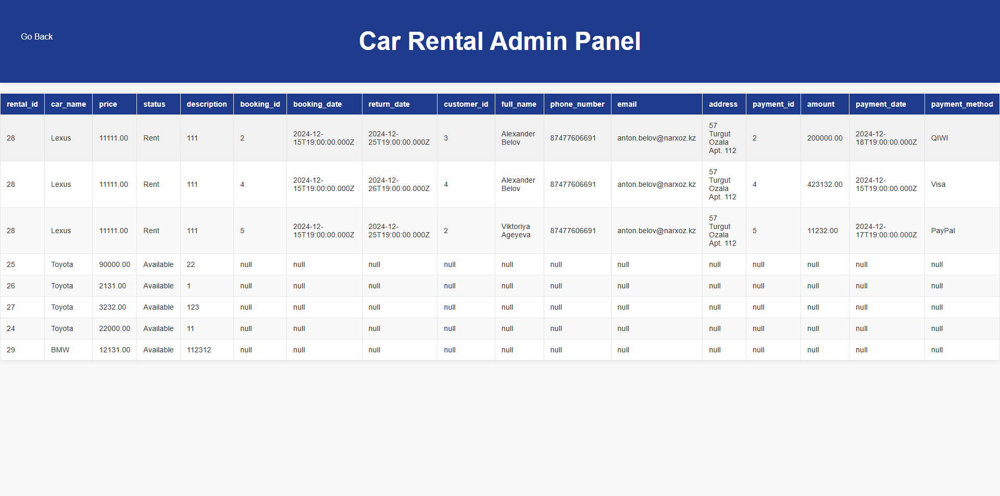 Go Back
Car Rental Admin Panel
rental_id car_name price status description booking_id booking_date return_date customer_id full_name phone_number email address payment_id amount payment_date payment_method
28 Lexus 11111.00 Rent 111 2 2024-12-15T19:00:00.000Z 2024-12-25T19:00:00.000Z 3 Alexander Belov 87477606691 anton.belov@narxoz.kz 57 Turgut Ozala Apt. 112 2 200000.00 2024-12-18T19:00:00.000Z QIWI
28 Lexus 11111.00 Rent 111 4 2024-12-15T19:00:00.000Z 2024-12-26T19:00:00.000Z 4 Alexander Belov 87477606691 anton.belov@narxoz.kz 57 Turgut Ozala Apt. 112 4 423132.00 2024-12-15T19:00:00.000Z Visa
28 Lexus 11111.00 Rent 111 5 2024-12-15T19:00:00.000Z 2024-12-25T19:00:00.000Z 2 Viktoriya Ageyeva 87477606691 anton.belov@narxoz.kz 57 Turgut Ozala Apt. 112 5 11232.00 2024-12-17T19:00:00.000Z PayPal
25 Toyota 90000.00 Available 22 null null null null null null null null null null null null
26 Toyota 2131.00 Available 1 null null null null null null null null null null null null
27 Toyota 3232.00 Available 123 null null null null null null null null null null null null
24 Toyota 22000.00 Available 11 null null null null null null null null null null null null
29 BMW 12131.00 Available 112312 null null null null null null null null null null null null